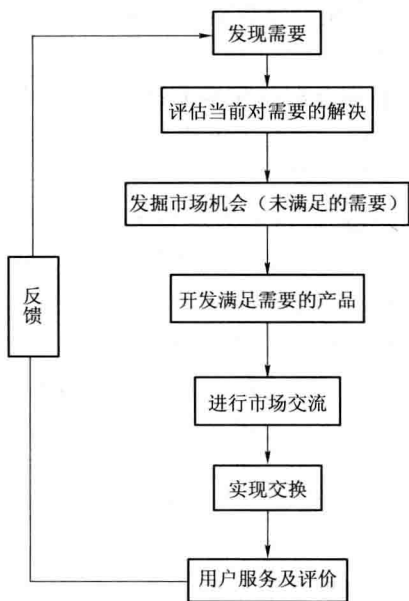 发现需要
评估当前对需要的解决
发掘市场机会（未满足的需要）
开发满足需要的产品
进行市场交流
实现交换
用户服务及评价
反馈